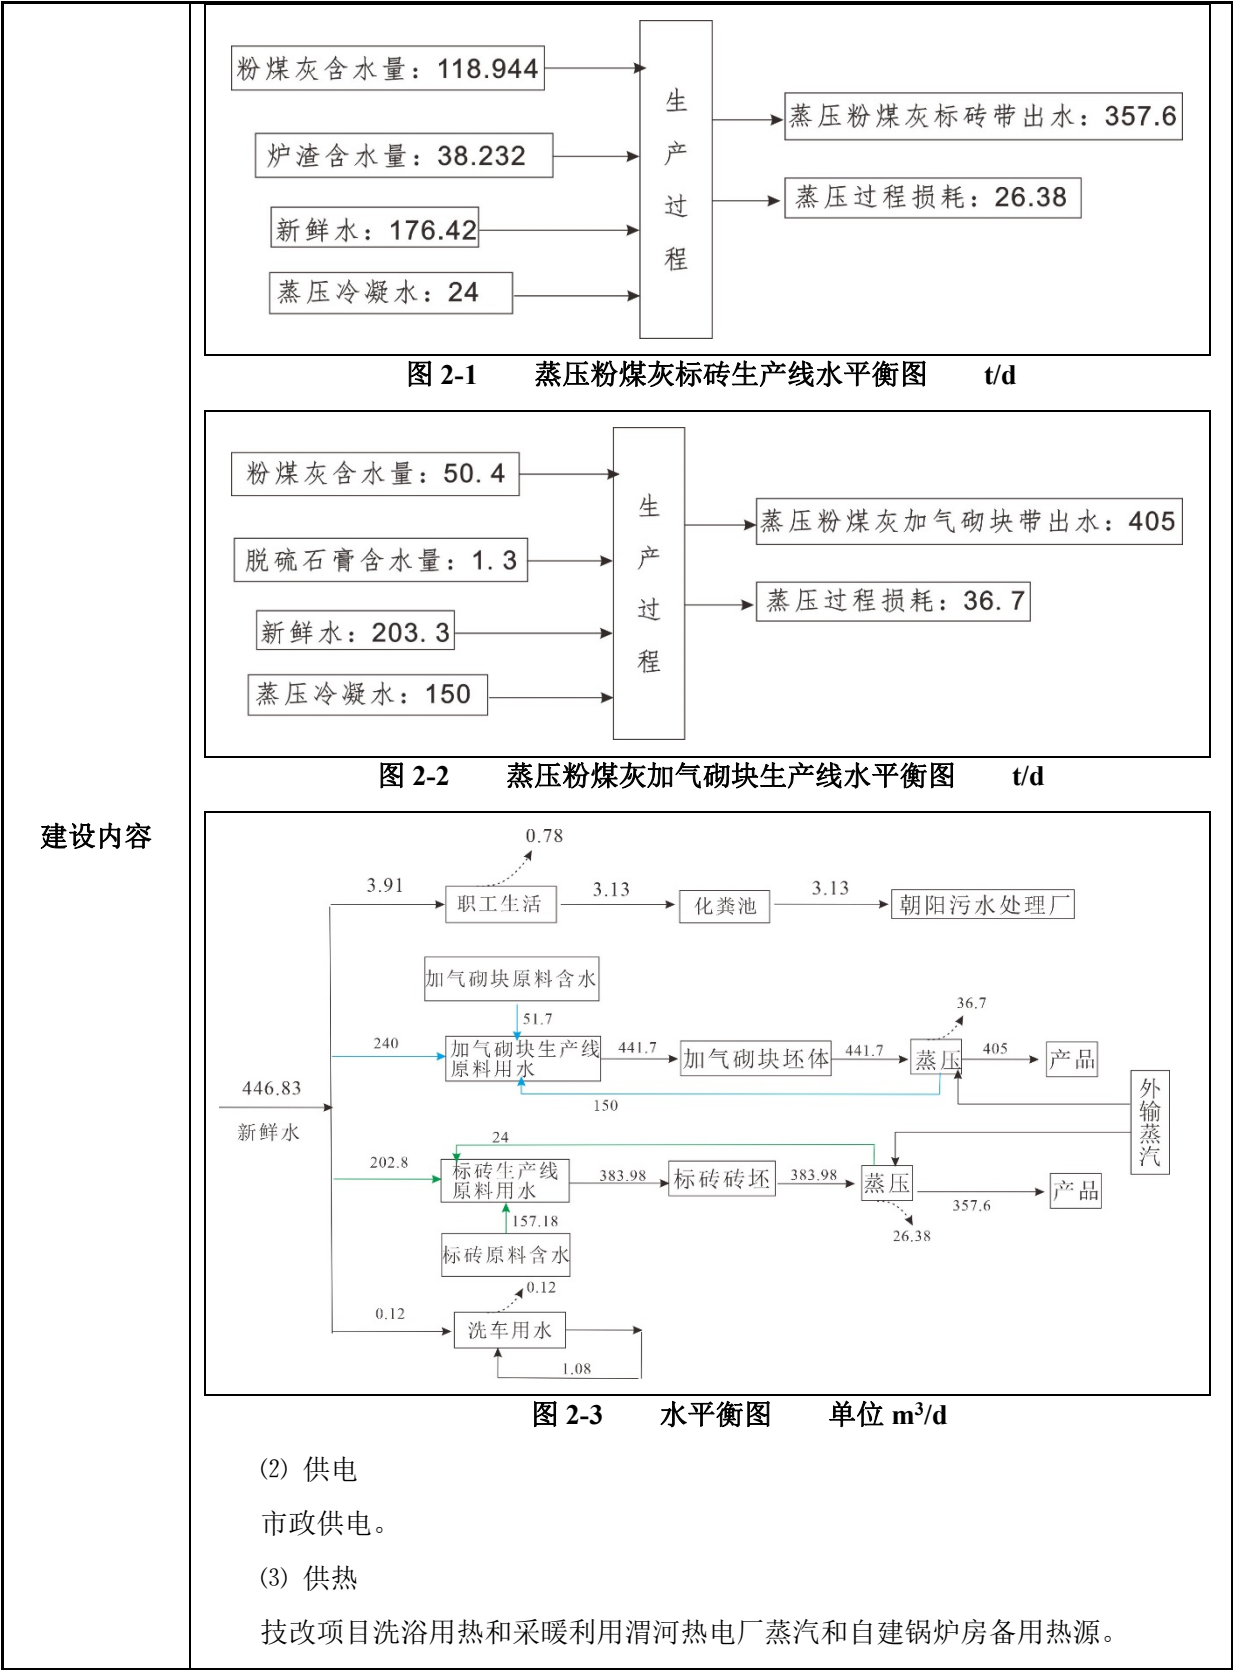 建设内容
粉煤灰含水量：118.944
炉渣含水量：38.232
新鲜水：176.42
蒸压冷凝水：24
生产过程
蒸压粉煤灰标砖带出水：357.6
蒸压过程损耗：26.38
图 2-1 蒸压粉煤灰标砖生产线水平衡图 t/d
粉煤灰含水量：50.4
脱硫石膏含水量：1.3
新鲜水：203.3
蒸压冷凝水：150
生产过程
蒸压粉煤灰加气砌块带出水：405
蒸压过程损耗：36.7
图 2-2 蒸压粉煤灰加气砌块生产线水平衡图 t/d
0.78
3.91
职工生活
3.13
化粪池
3.13
朝阳污水处理厂
加气砌块原料含水
51.7
36.7
240
加气砌块生产线
原料用水
441.7
加气砌块坯体
441.7
蒸压
405
产品
150
446.83
新鲜水
外输蒸汽
24
202.8
标砖生产线
原料用水
383.98
标砖砖坯
383.98
蒸压
357.6
产品
157.18
26.38
标砖原料含水
0.12
0.12
洗车用水
1.08
图 2-3 水平衡图 单位 m³/d
⑵ 供电
市政供电。
⑶ 供热
技改项目洗浴用热和采暖利用渭河热电厂蒸汽和自建锅炉房备用热源。